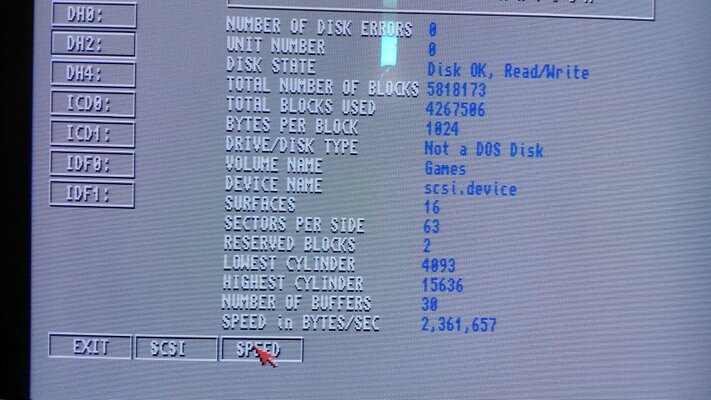 DH0:
DH2:
DH4:
ICD0:
ICD1:
IDF0:
IDF1:
NUMBER OF DISK ERRORS 0
UNIT NUMBER 0
DISK STATE Disk OK, Read/Write
TOTAL NUMBER OF BLOCKS 5818173
TOTAL BLOCKS USED 4267506
BYTES PER BLOCK 1024
DRIVE/DISK TYPE Not a DOS Disk
VOLUME NAME Games
DEVICE NAME scsi.device
SURFACES 16
SECTORS PER SIDE 63
RESERVED BLOCKS 2
LOWEST CYLINDER 4093
HIGHEST CYLINDER 15636
NUMBER OF BUFFERS 30
SPEED in BYTES/SEC 2,361,657
EXIT SCSI SPEED